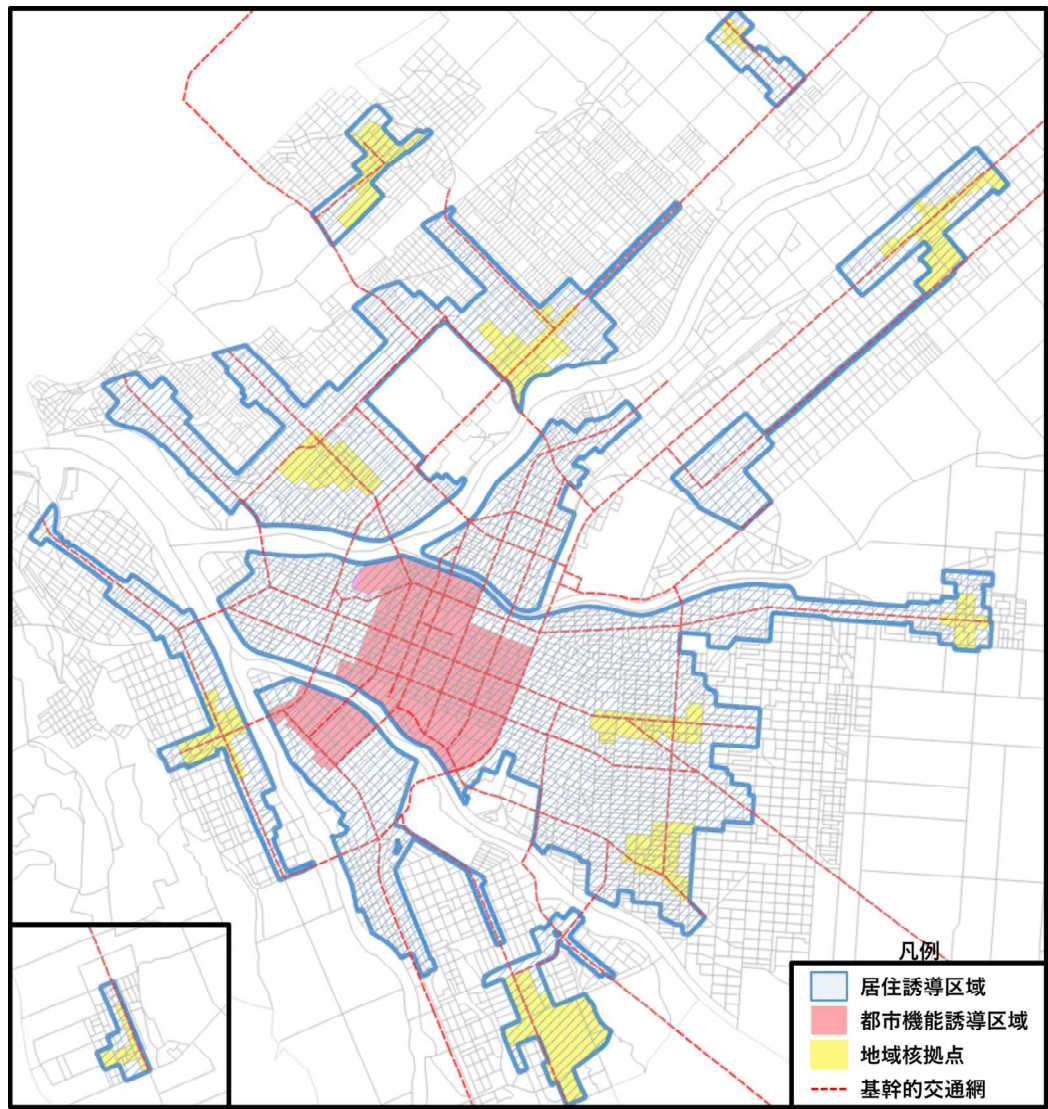 凡例
居住誘導区域
都市機能誘導区域
地域核拠点
基幹的交通網